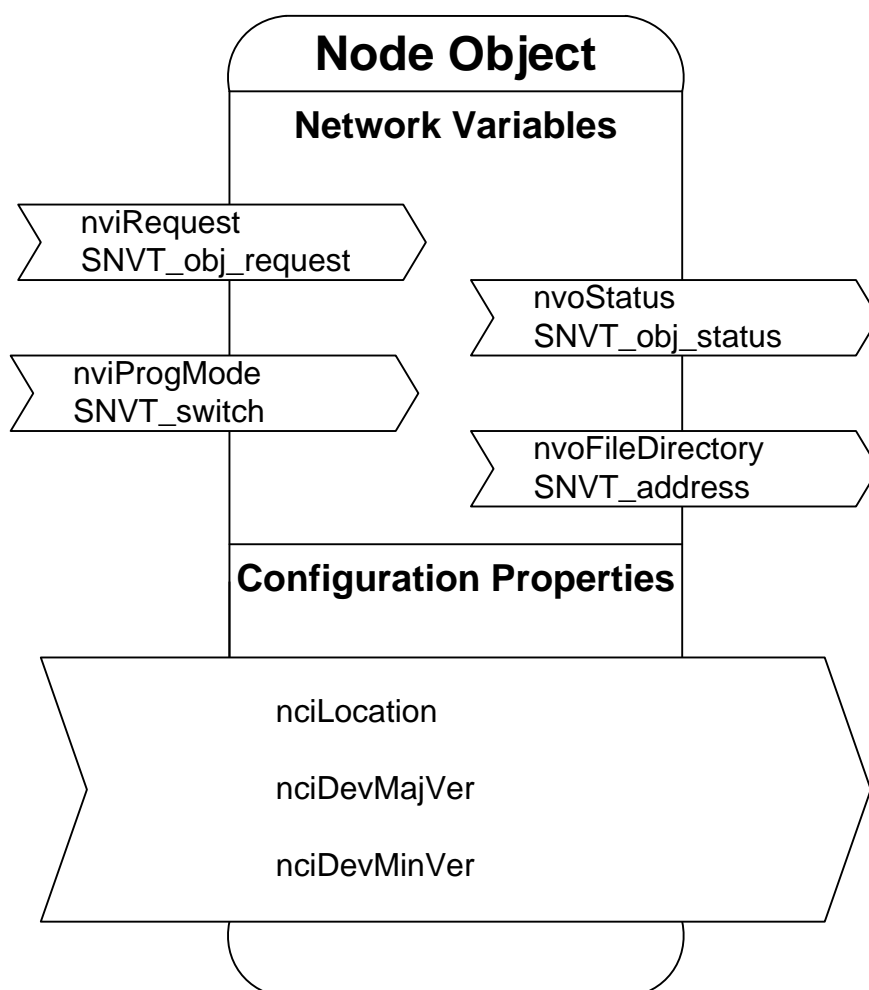 Node Object
Network Variables
nviRequest
SNVT_obj_request
nvoStatus
SNVT_obj_status
nviProgMode
SNVT_switch
nvoFileDirectory
SNVT_address
Configuration Properties
nciLocation
nciDevMajVer
nciDevMinVer